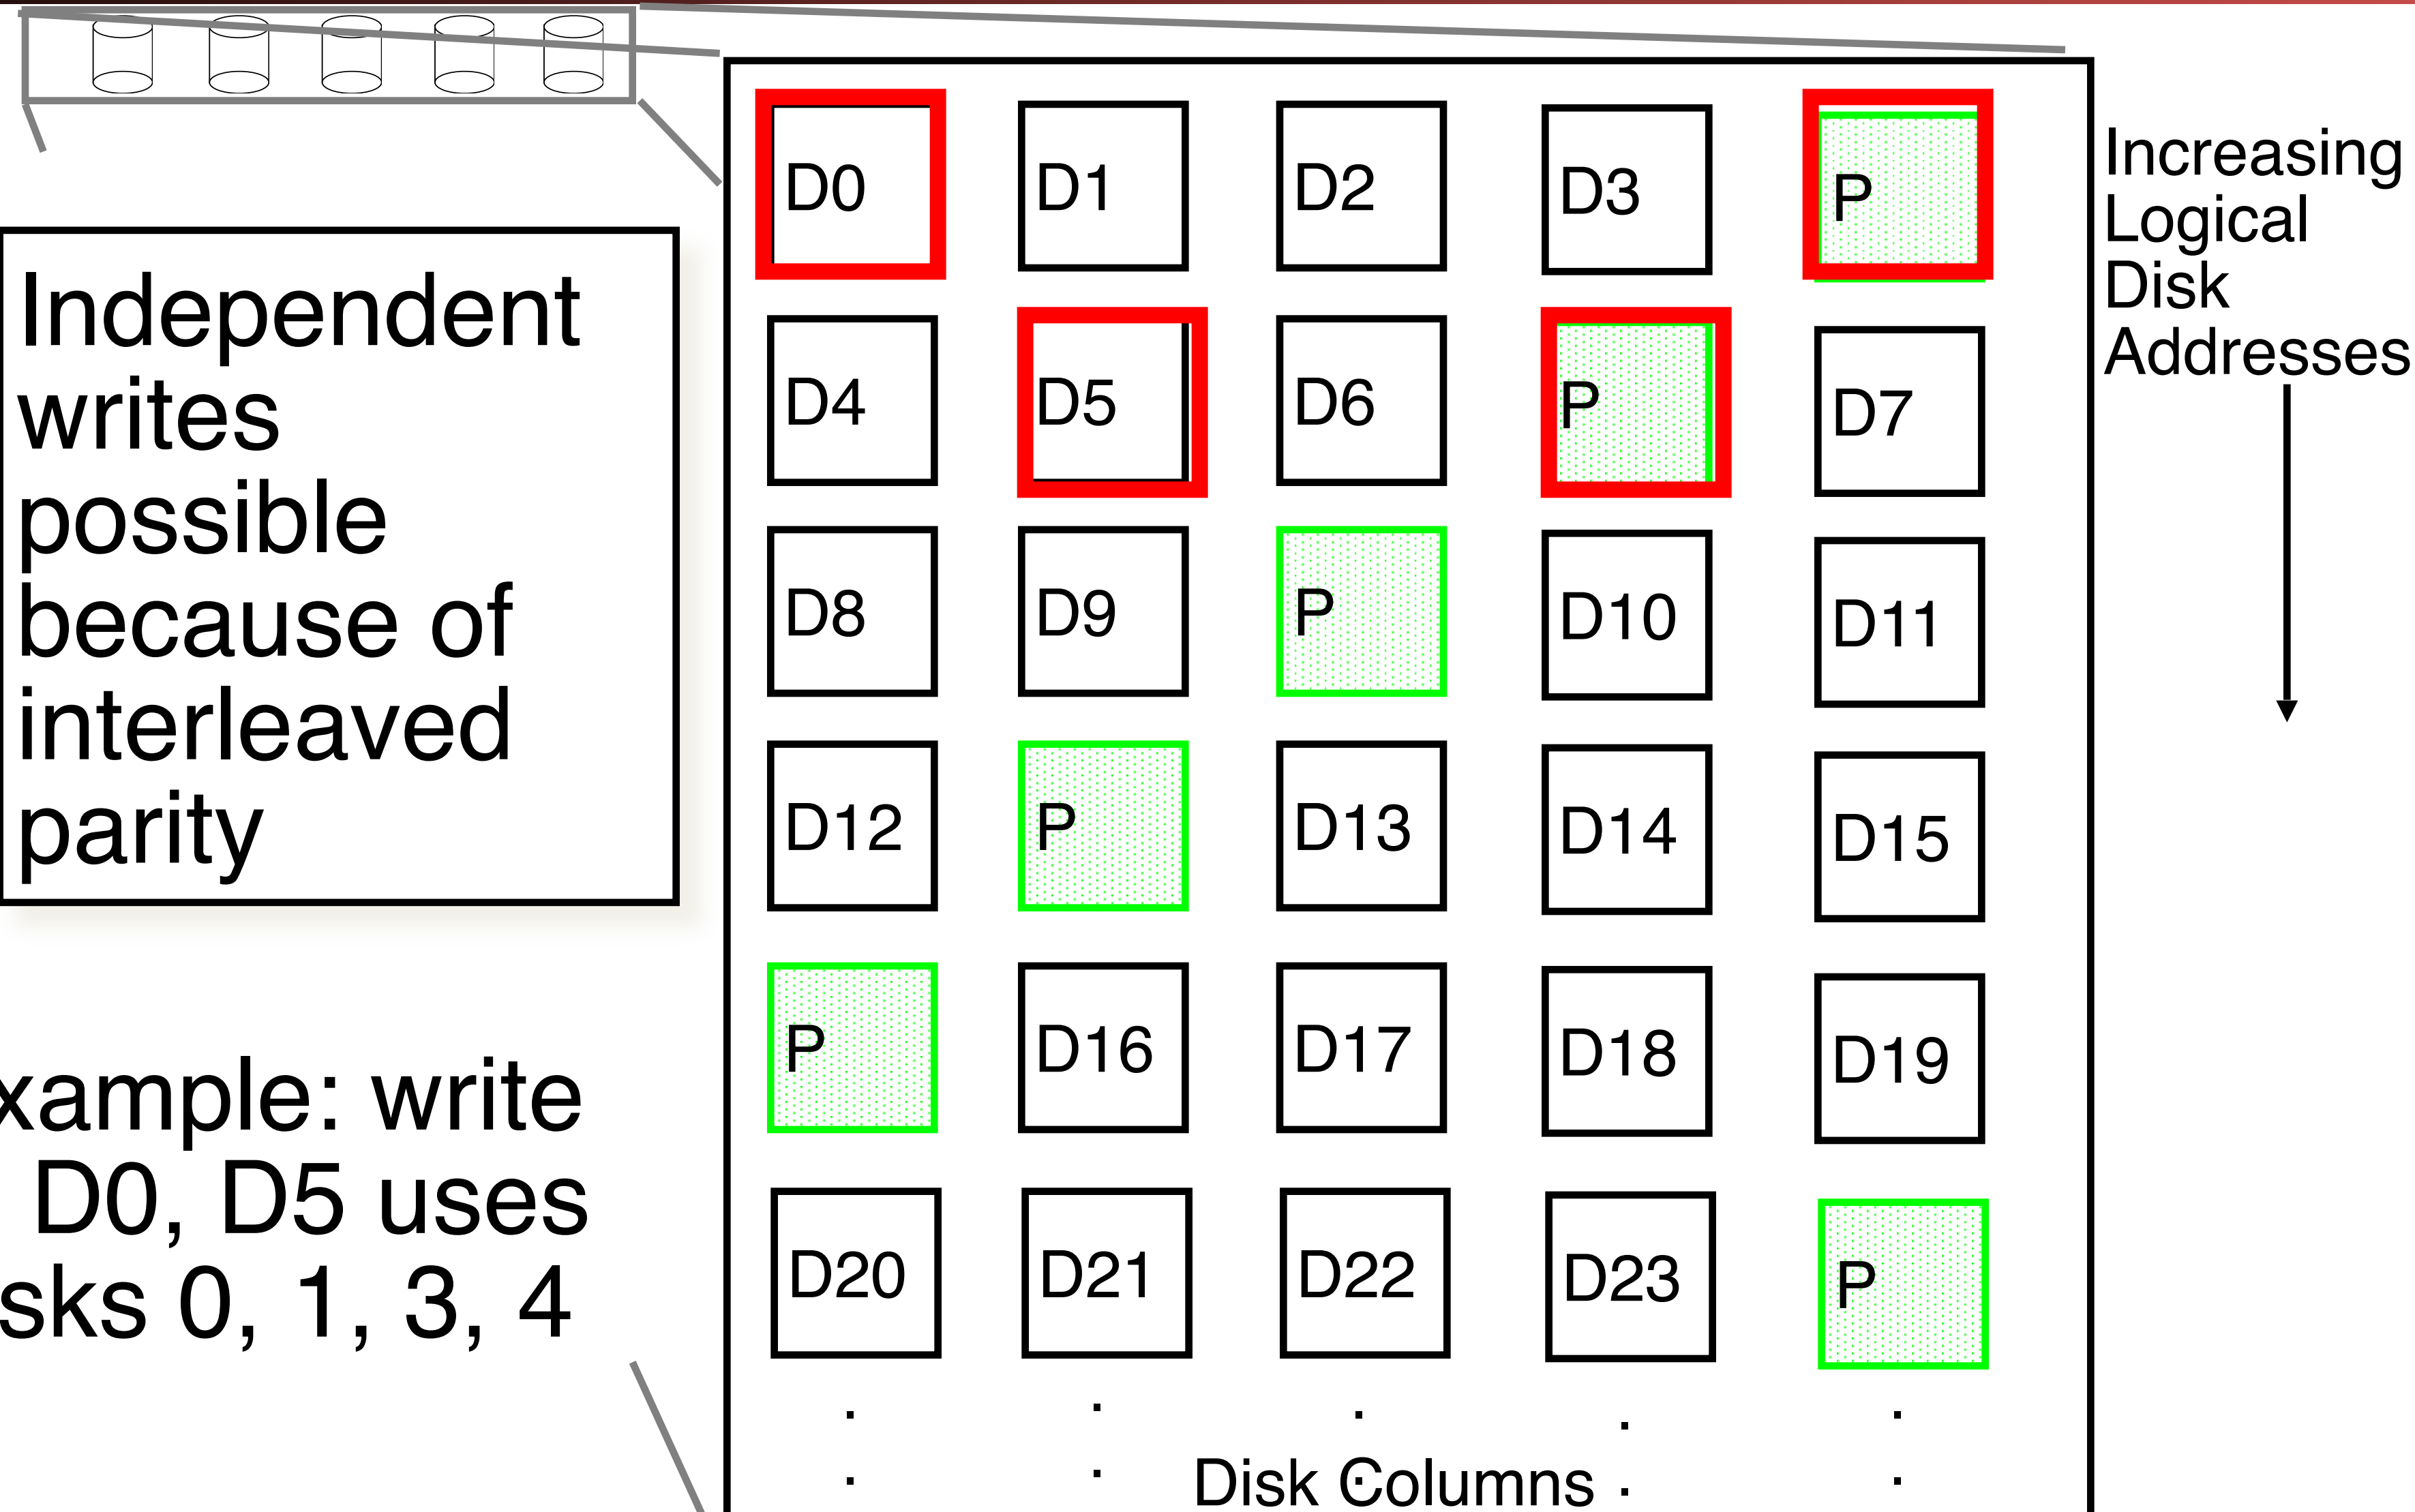 Independent
writes
possible
because of
interleaved
parity
xample: write
D0, D5 uses
sks 0, 1, 3, 4
D0 D1 D2 D3 P
D4 D5 D6 P D7
D8 D9 P D10 D11
D12 P D13 D14 D15
P D16 D17 D18 D19
D20 D21 D22 D23 P
. . . . .
. . . . .
Disk Columns
Increasing
Logical
Disk
Addresses